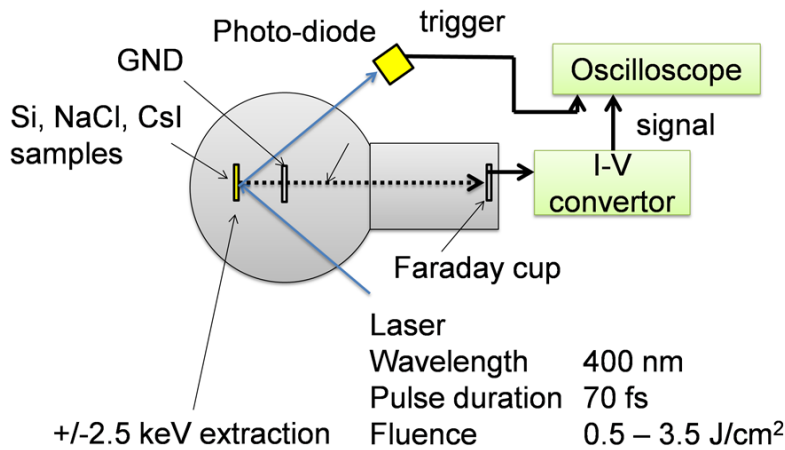 Photo-diode
trigger
GND
Oscilloscope
Si, NaCl, CsI
samples
signal
I-V
convertor
Faraday cup
Laser
Wavelength 400 nm
Pulse duration 70 fs
+/-2.5 keV extraction
Fluence 0.5 – 3.5 J/cm²